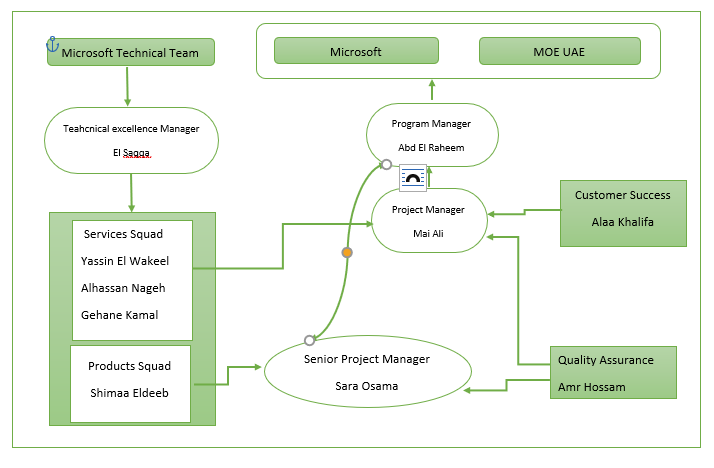 Microsoft Technical Team
Microsoft
MOE UAE
Teahcnical excellence Manager
El Saqqa
Program Manager
Abd El Raheem
Project Manager
Mai Ali
Customer Success
Alaa Khalifa
Services Squad
Yassin El Wakeel
Alhassan Nageh
Gehane Kamal
Products Squad
Shimaa Eldeeb
Senior Project Manager
Sara Osama
Quality Assurance
Amr Hossam